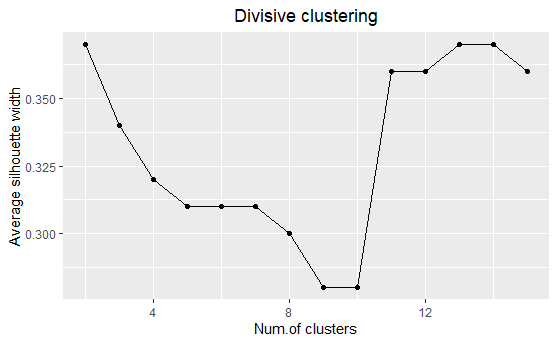 Divisive clustering
Average silhouette width
0.350
0.325
0.300
4 8 12
Num.of clusters